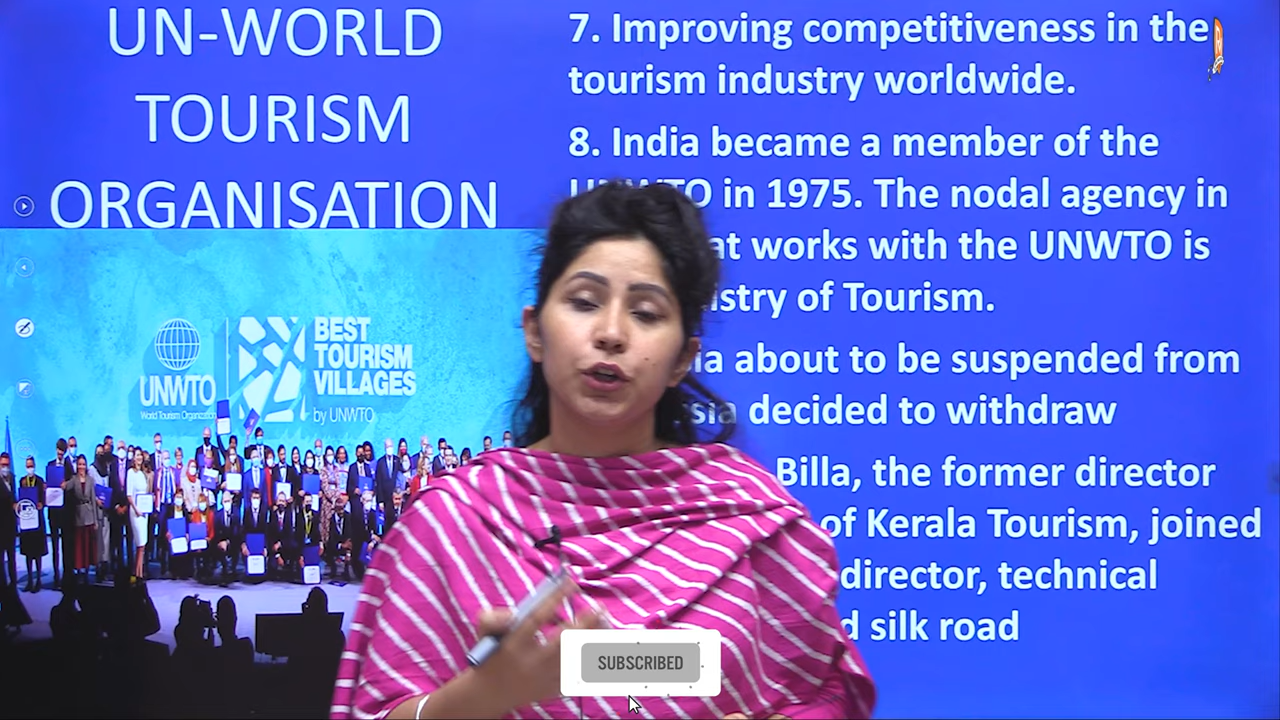 UN-WORLD
TOURISM
ORGANISATION
UNWTO
World Tourism Organization
BEST
TOURISM
VILLAGES
by UNWTO
7. Improving competitiveness in the
tourism industry worldwide.
8. India became a member of the
in 1975. The nodal agency in
works with the UNWTO is
of Tourism.
about to be suspended from
decided to withdraw
Billa, the former director
of Kerala Tourism, joined
director, technical
silk road
SUBSCRIBED